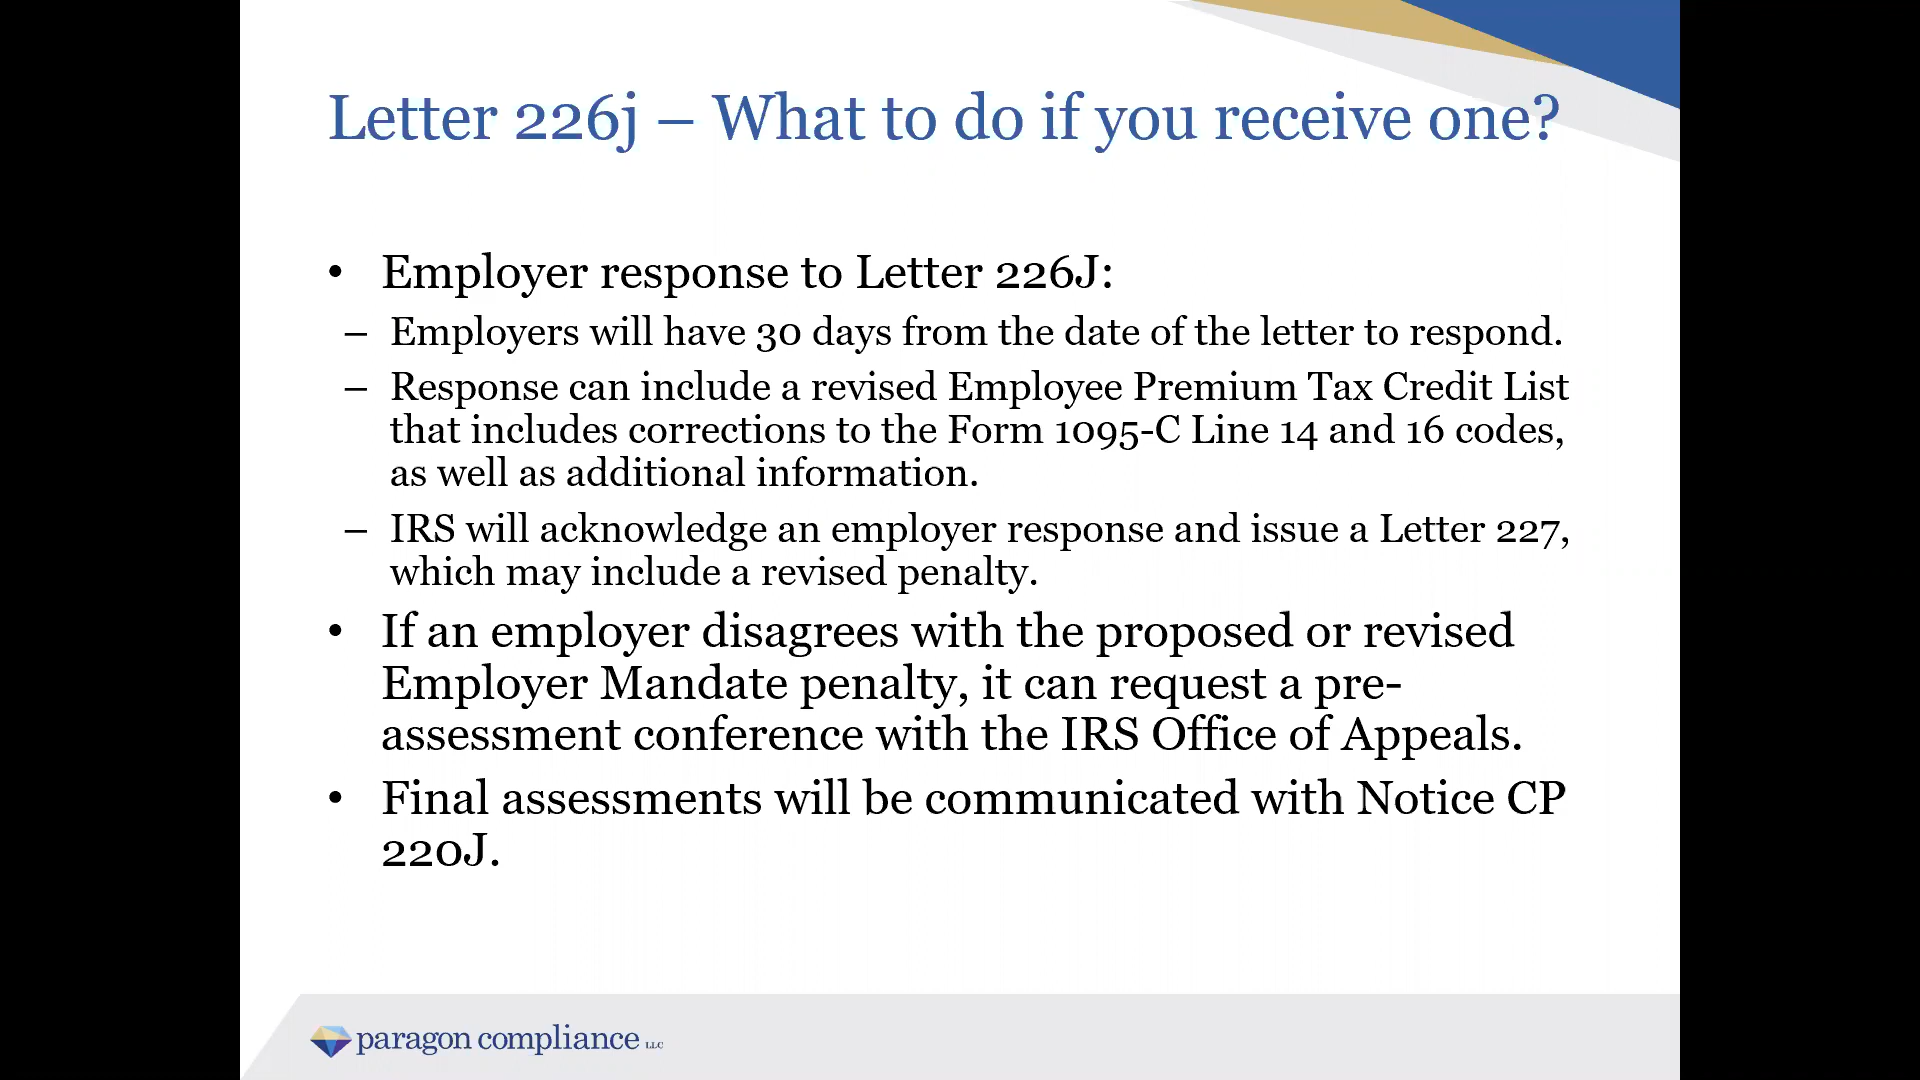 Letter 226j – What to do if you receive one?
• Employer response to Letter 226J:
– Employers will have 30 days from the date of the letter to respond.
– Response can include a revised Employee Premium Tax Credit List
that includes corrections to the Form 1095-C Line 14 and 16 codes,
as well as additional information.
– IRS will acknowledge an employer response and issue a Letter 227,
which may include a revised penalty.
• If an employer disagrees with the proposed or revised
Employer Mandate penalty, it can request a pre-
assessment conference with the IRS Office of Appeals.
• Final assessments will be communicated with Notice CP
220J.
paragon compliance LLC